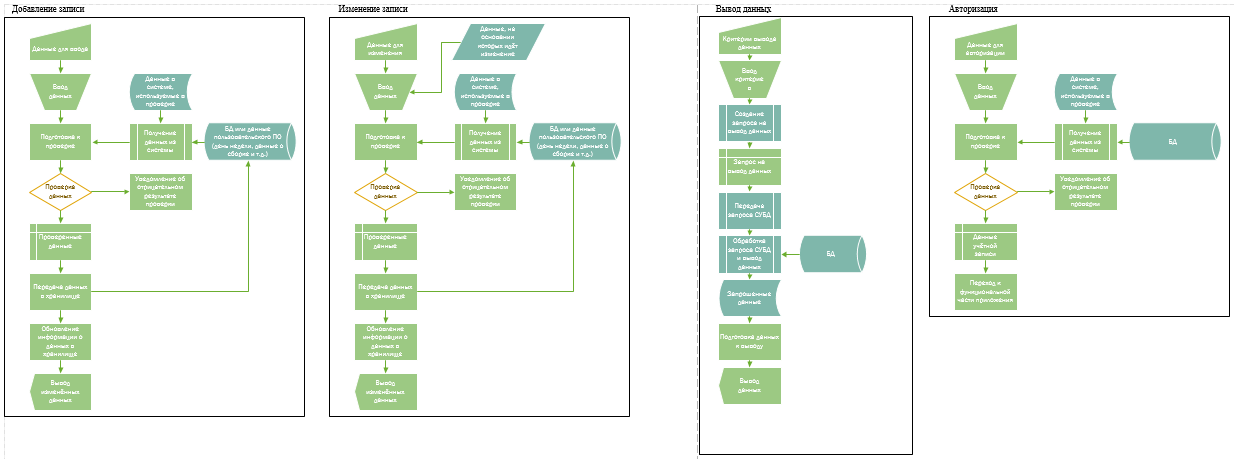 Добавление записи
Данные для ввода
Ввод
данных
Данные о
системе,
используемые в
проверке
Подготовка к
проверке
Получение
данных из
системы
БД или данные
пользовательского ПО
(день недели, данные о
сборке и т.д.)
Проверка
данных
Уведомление об
отрицательном
результате
проверки
Проверенные
данные
Передача данных
в хранилище
Обновление
информации о
данных в
хранилище
Вывод
изменённых
данных
Изменение записи
Данные для
изменения
Данные, на
основании
которых идёт
изменение
Ввод
данных
Данные о
системе,
используемые в
проверке
Подготовка к
проверке
Получение
данных из
системы
БД или данные
пользовательского ПО
(день недели, данные о
сборке и т.д.)
Проверка
данных
Уведомление об
отрицательном
результате
проверки
Проверенные
данные
Передача данных
в хранилище
Обновление
информации о
данных в
хранилище
Вывод
изменённых
данных
Вывод данных
Критерии вывода
данных
Ввод
критерие
в
Создание
запроса на
вывод данных
Запрос на
вывод данных
Передача
запроса СУБД
Обработка
запроса СУБД
и вывод
данных
БД
Запрошенные
данные
Подготовка данных
к выводу
Вывод
данных
Авторизация
Данные для
авторизации
Ввод
данных
Данные о
системе,
используемые в
проверке
Подготовка к
проверке
Получение
данных из
системы
БД
Проверка
данных
Уведомление об
отрицательном
результате
проверки
Данные
учётной
записи
Переход к
функциональной
части приложения